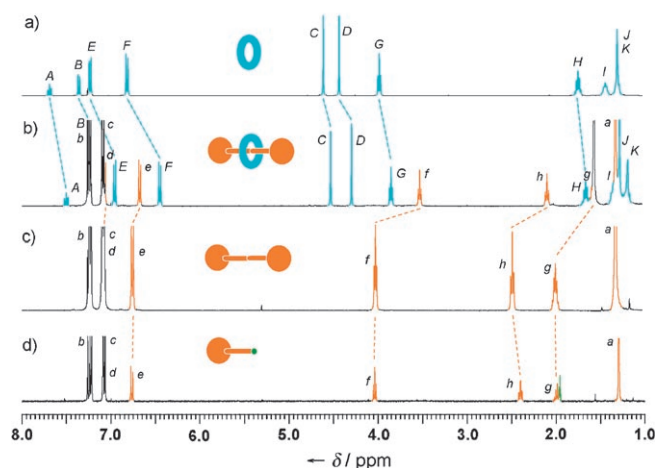 a)
A B E F C D G H I J K
b)
B b c d A E e F C D G f h H g I a J K
c)
b c d e f h g a
d)
b c d e f h g a
8.0 7.0 6.0 5.0 4.0 3.0 2.0 1.0
← δ / ppm